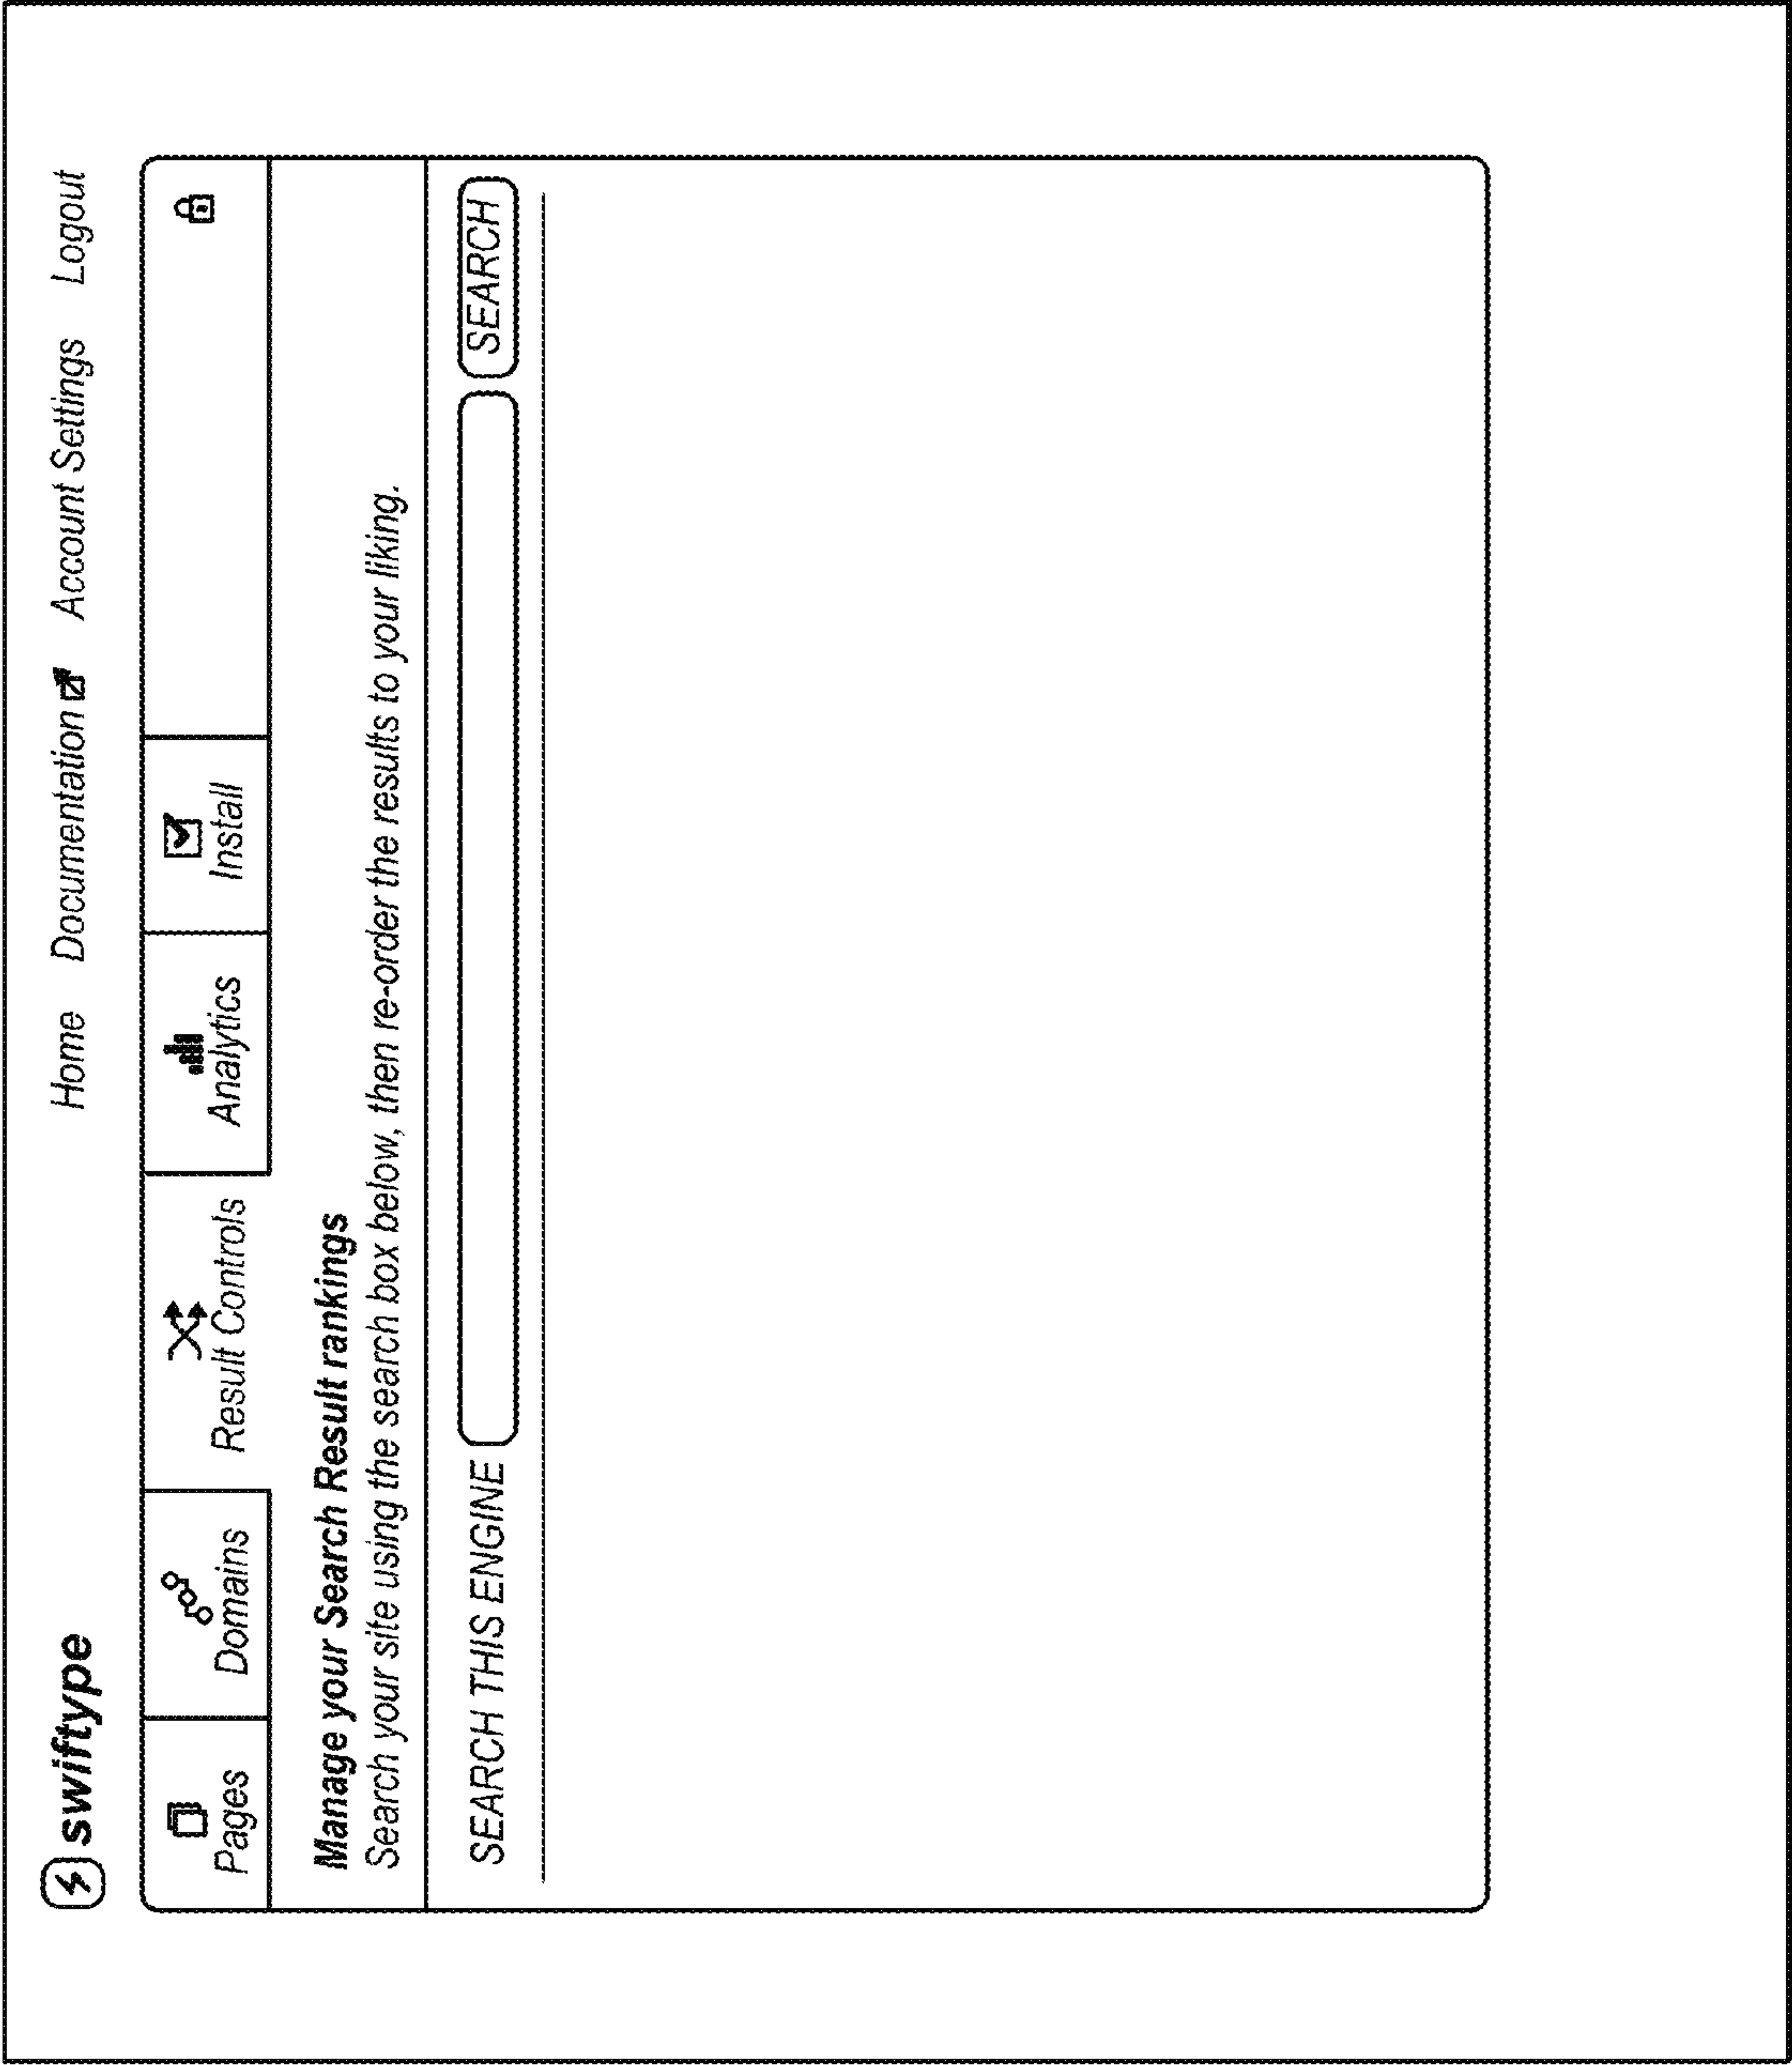 swiftype Home Documentation Account Settings Logout
Pages Domains Result Controls Analytics Install
Manage your Search Result rankings
Search your site using the search box below, then re-order the results to your liking.
SEARCH THIS ENGINE SEARCH